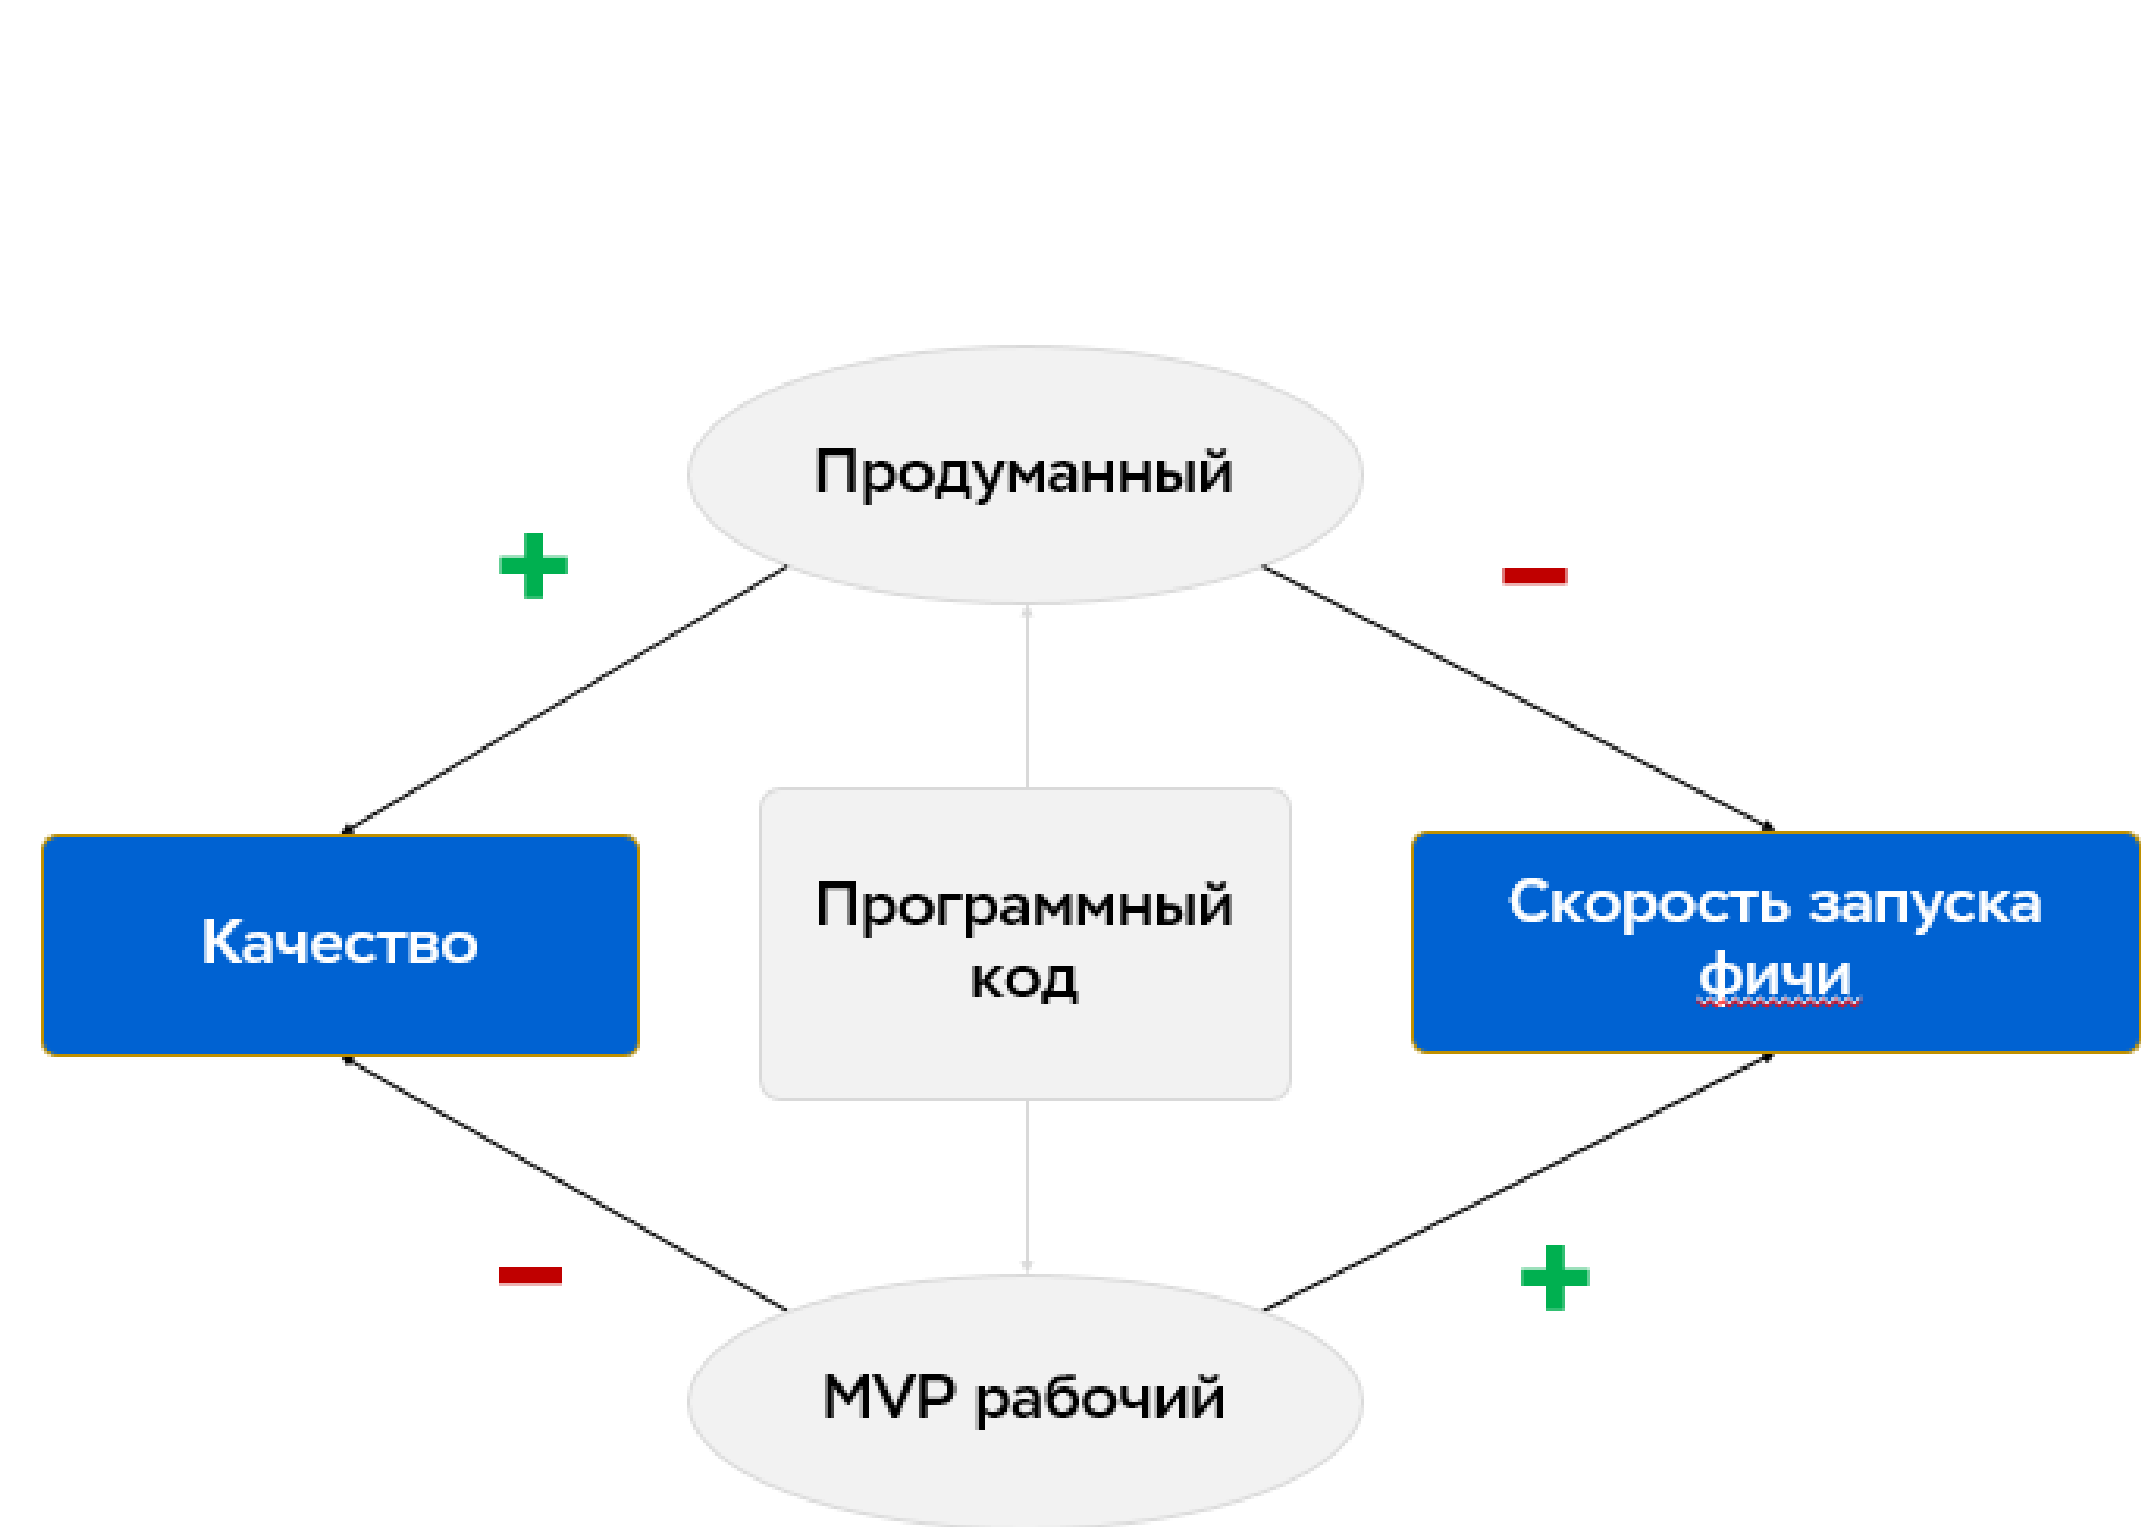 Продуманный
+
−
Качество
Программный
код
Скорость запуска
фичи
−
+
MVP рабочий